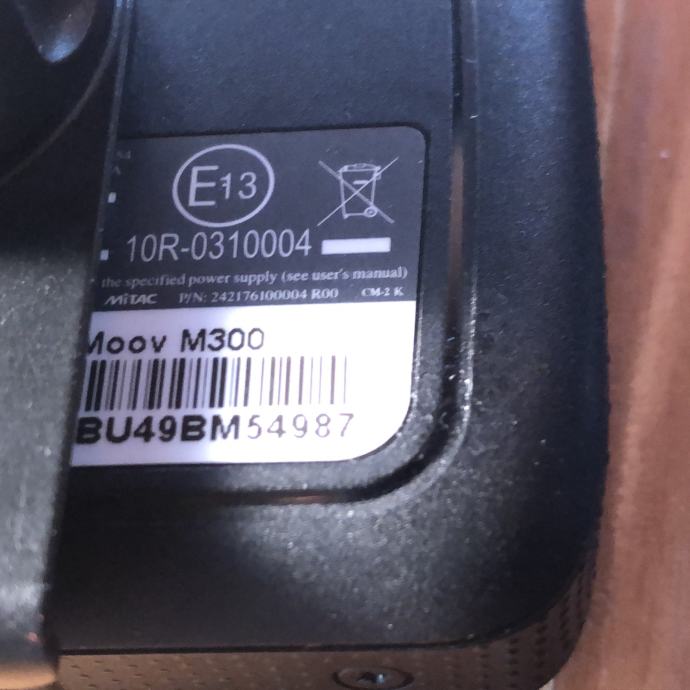 E13
10R-0310004
the specified power supply (see user's manual)
MiTAC P/N: 242176100004 R00 CM-2 K
Moov M300
BU49BM54987